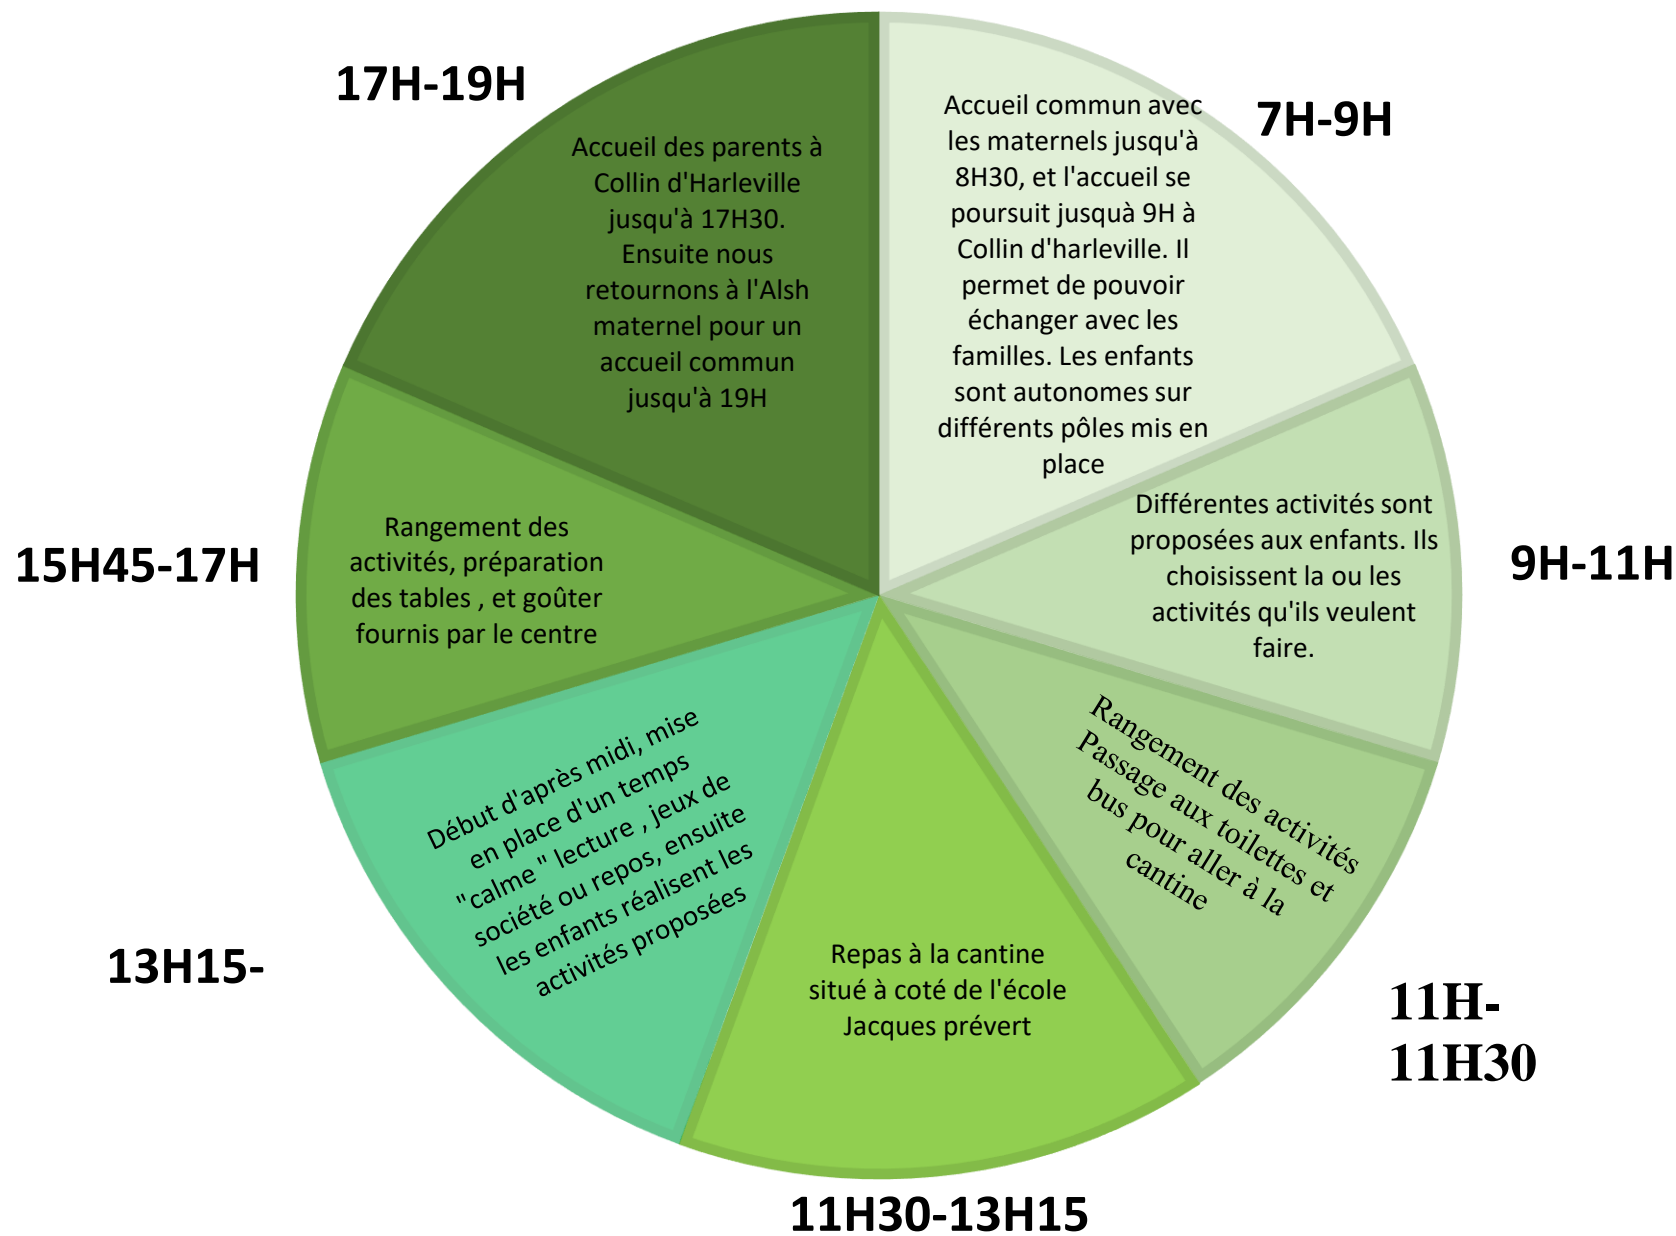 7H-9H
Accueil commun avec
les maternels jusqu'à
8H30, et l'accueil se
poursuit jusquà 9H à
Collin d'harleville. Il
permet de pouvoir
échanger avec les
familles. Les enfants
sont autonomes sur
différents pôles mis en
place
9H-11H
Différentes activités sont
proposées aux enfants. Ils
choisissent la ou les
activités qu'ils veulent
faire.
11H-
11H30
Rangement des activités
Passage aux toilettes et
bus pour aller à la
cantine
11H30-13H15
Repas à la cantine
situé à coté de l'école
Jacques prévert
13H15-
Début d'après midi, mise
en place d'un temps
"calme " lecture , jeux de
société ou repos, ensuite
les enfants réalisent les
activités proposées
15H45-17H
Rangement des
activités, préparation
des tables , et goûter
fournis par le centre
17H-19H
Accueil des parents à
Collin d'Harleville
jusqu'à 17H30.
Ensuite nous
retournons à l'Alsh
maternel pour un
accueil commun
jusqu'à 19H